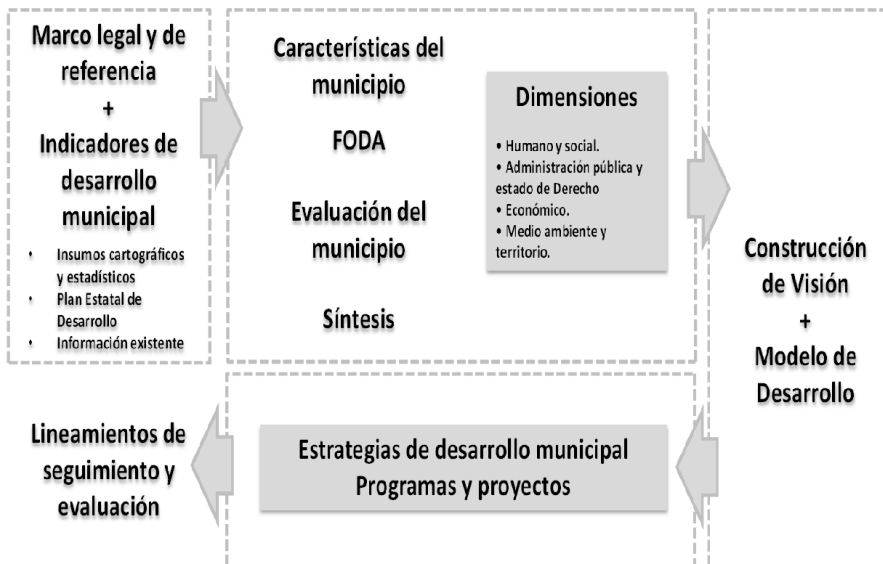 Marco legal y de
referencia
+
Indicadores de
desarrollo
municipal
• Insumos cartográficos
y estadísticos
• Plan Estatal de
Desarrollo
• Información existente
Características del
municipio
FODA
Evaluación del
municipio
Síntesis
Dimensiones
• Humano y social.
• Administración pública y
estado de Derecho
• Económico.
• Medio ambiente y
territorio.
Construcción
de Visión
+
Modelo de
Desarrollo
Estrategias de desarrollo municipal
Programas y proyectos
Lineamientos de
seguimiento y
evaluación